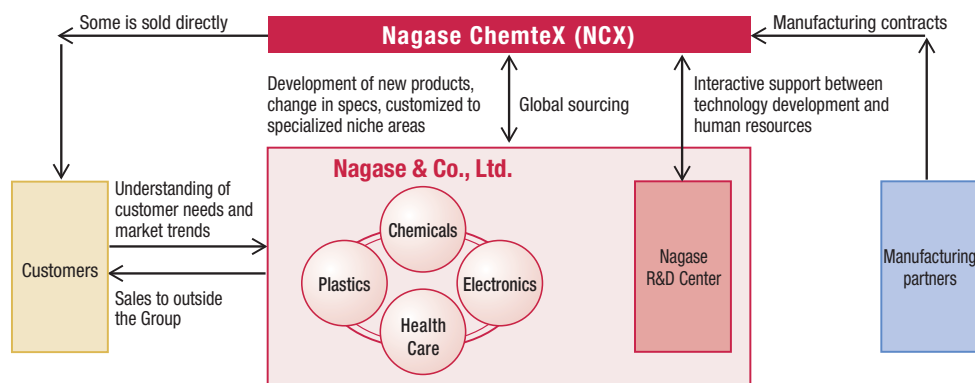 Some is sold directly
Nagase ChemteX (NCX)
Manufacturing contracts
Development of new products,
change in specs, customized to
specialized niche areas
Global sourcing
Interactive support between
technology development and
human resources
Nagase & Co., Ltd.
Understanding of
customer needs and
market trends
Customers
Sales to outside
the Group
Chemicals
Plastics
Electronics
Health
Care
Nagase
R&D Center
Manufacturing
partners